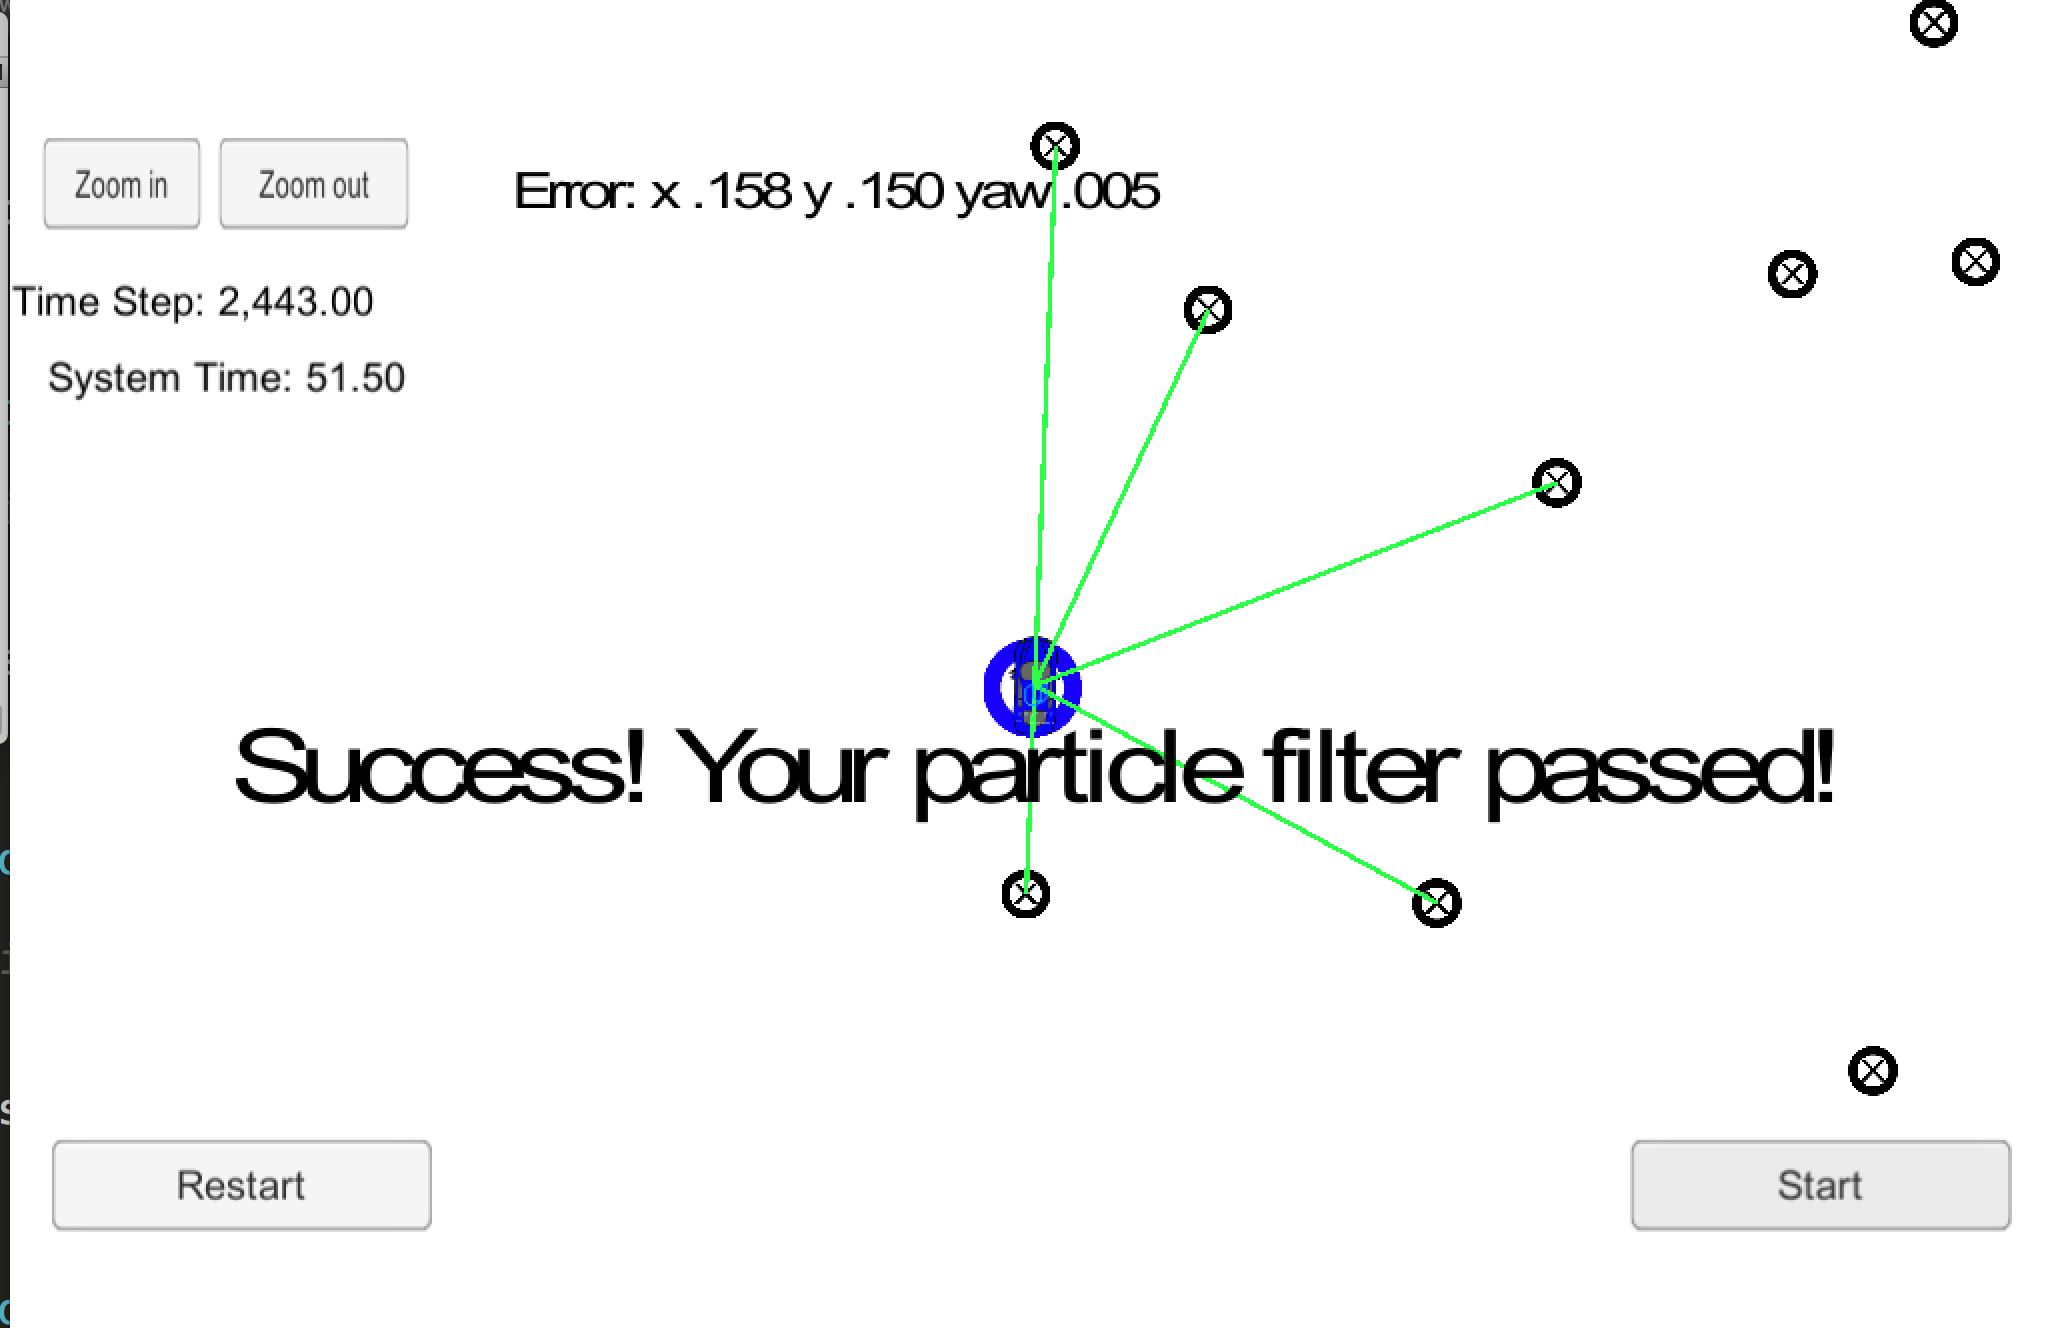 Zoom in
Zoom out
Error: x .158 y .150 yaw .005
Time Step: 2,443.00
System Time: 51.50
Success! Your particle filter passed!
Restart
Start